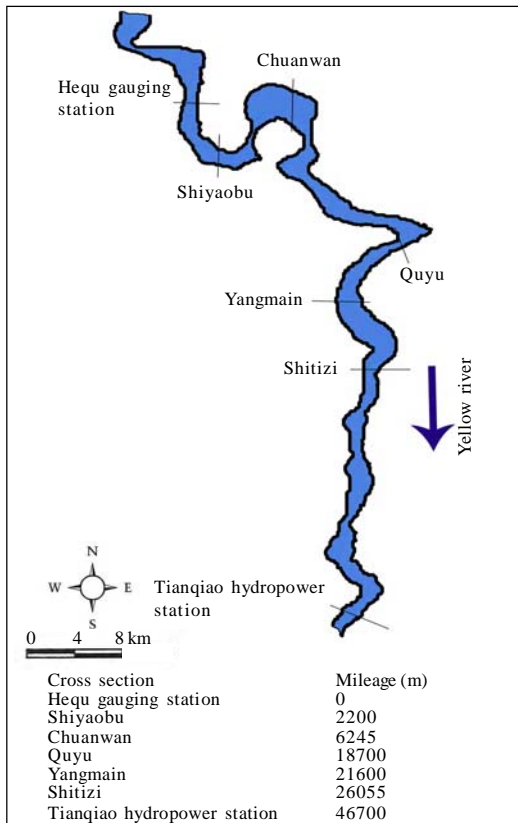 Chuanwan
Hequ gauging
station
Shiyaobu
Quyu
Yangmain
Shitizi
Yellow river
N
W E
S
Tianqiao hydropower
station
0 4 8 km
Cross section Mileage (m)
Hequ gauging station 0
Shiyaobu 2200
Chuanwan 6245
Quyu 18700
Yangmain 21600
Shitizi 26055
Tianqiao hydropower station 46700